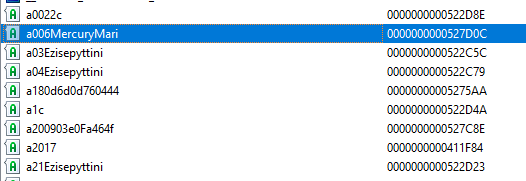 a0022c 0000000000522D8E
a006MercuryMari 0000000000527D0C
a03Ezisepyttini 0000000000522C5C
a04Ezisepyttini 0000000000522C79
a180d6d0d760444 00000000005275AA
a1c 0000000000522D4A
a200903e0Fa464f 0000000000527C8E
a2017 0000000000411F84
a21Ezisepyttini 0000000000522D23